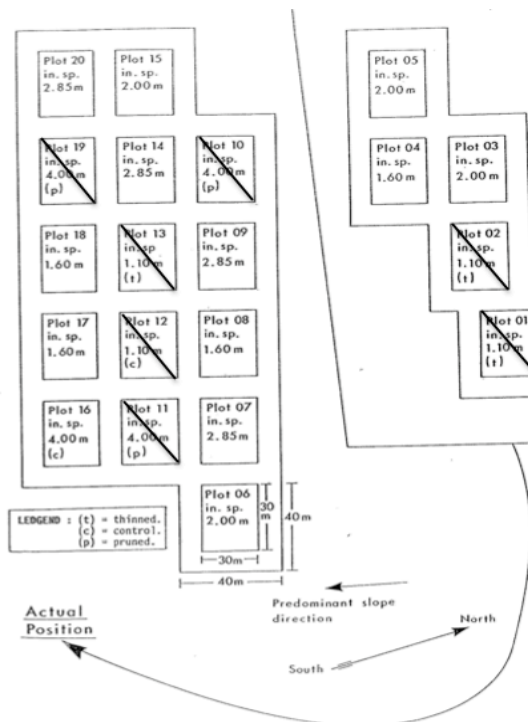 Plot 20
in. sp.
2.85m
Plot 15
in. sp.
2.00m
Plot 05
in. sp.
2.00m
Plot 19
in. sp.
4.00m
(p)
Plot 14
in. sp.
2.85m
Plot 10
in. sp.
4.00m
(p)
Plot 04
in. sp.
1.60m
Plot 03
in. sp.
2.00m
Plot 18
in. sp.
1.60m
Plot 13
in. sp
1.10m
(t)
Plot 09
in. sp.
2.85m
Plot 02
in. sp.
1.10m
(t)
Plot 17
in. sp.
1.60m
Plot 12
in. sp.
1.10m
(c)
Plot 08
in. sp.
1.60m
Plot 01
in. sp.
1.10m
(t)
Plot 16
in. sp.
4.00m
(c)
Plot 11
in. sp.
4.00m
(p)
Plot 07
in. sp.
2.85m
Plot 06
in. sp.
2.00m
30
m
40m
30m
40m
LEDGEND : (t) = thinned.
(c) = control.
(p) = pruned.
Actual
Position
Predominant slope
direction
North
South